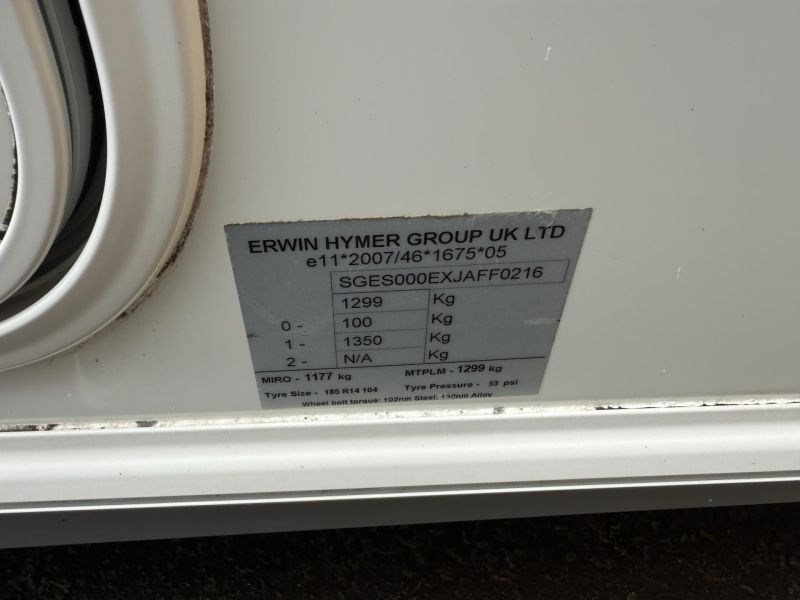 ERWIN HYMER GROUP UK LTD
e11*2007/46*1675*05
SGES000EXJAFF0216
1299 Kg
0 - 100 Kg
1 - 1350 Kg
2 - N/A Kg
MIRO - 1177 kg MTPLM - 1299 kg
Tyre Size - 185 R14 104 Tyre Pressure - 53 psi
Wheel bolt torque: 102nm Steel, 130nm Alloy